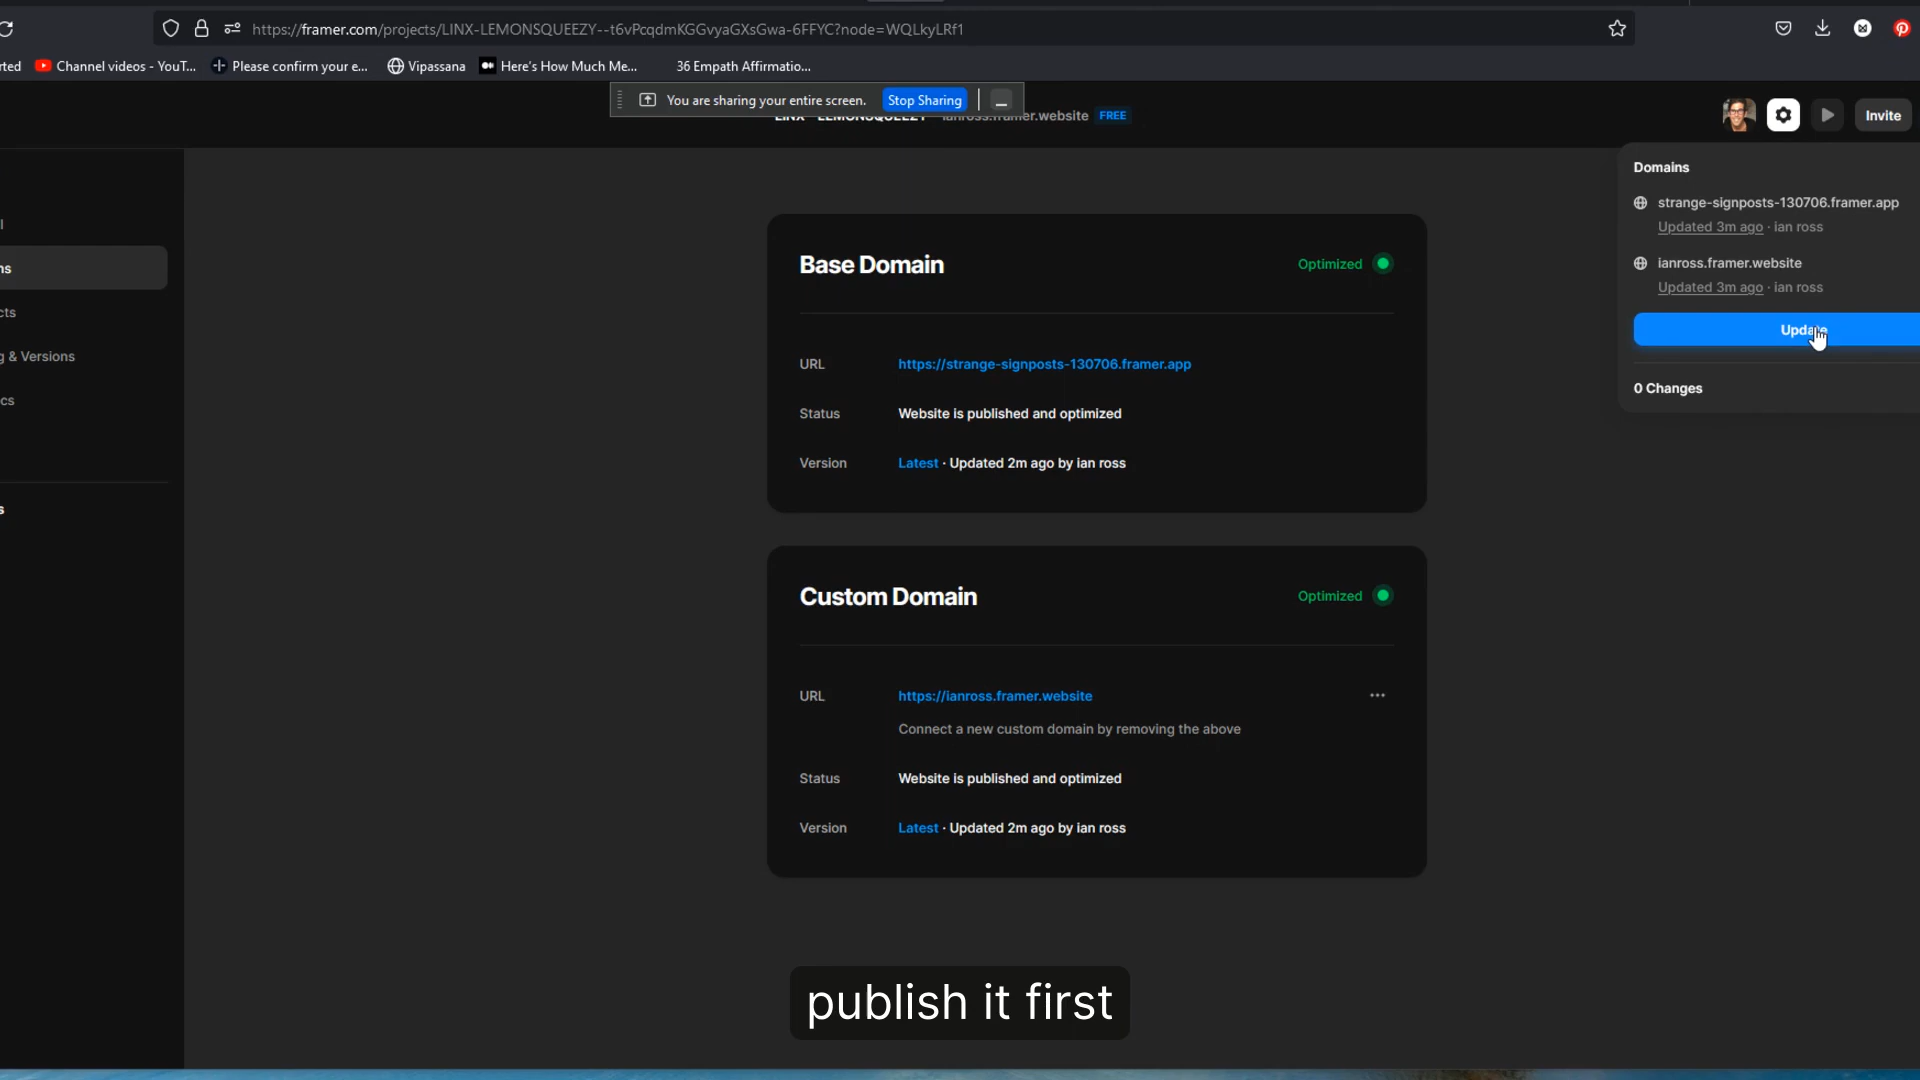 https://framer.com/projects/LINX-LEMONSQUEEZY--t6vPcqdmKGGvyaGXsGwa-6FFYC?node=WQLkyLRf1
rted
Channel videos - YouT...
Please confirm your e...
Vipassana
Here's How Much Me...
36 Empath Affirmatio...
You are sharing your entire screen.
Stop Sharing
LINX - LEMONSQUEEZY ianross.framer.website FREE
Invite
Domains
strange-signposts-130706.framer.app
Updated 3m ago · ian ross
ianross.framer.website
Updated 3m ago · ian ross
Update
0 Changes
l
ns
cts
g & Versions
cs
s
Base Domain
Optimized
URL https://strange-signposts-130706.framer.app
Status Website is published and optimized
Version Latest · Updated 2m ago by ian ross
Custom Domain
Optimized
URL https://ianross.framer.website
Connect a new custom domain by removing the above
Status Website is published and optimized
Version Latest · Updated 2m ago by ian ross
publish it first